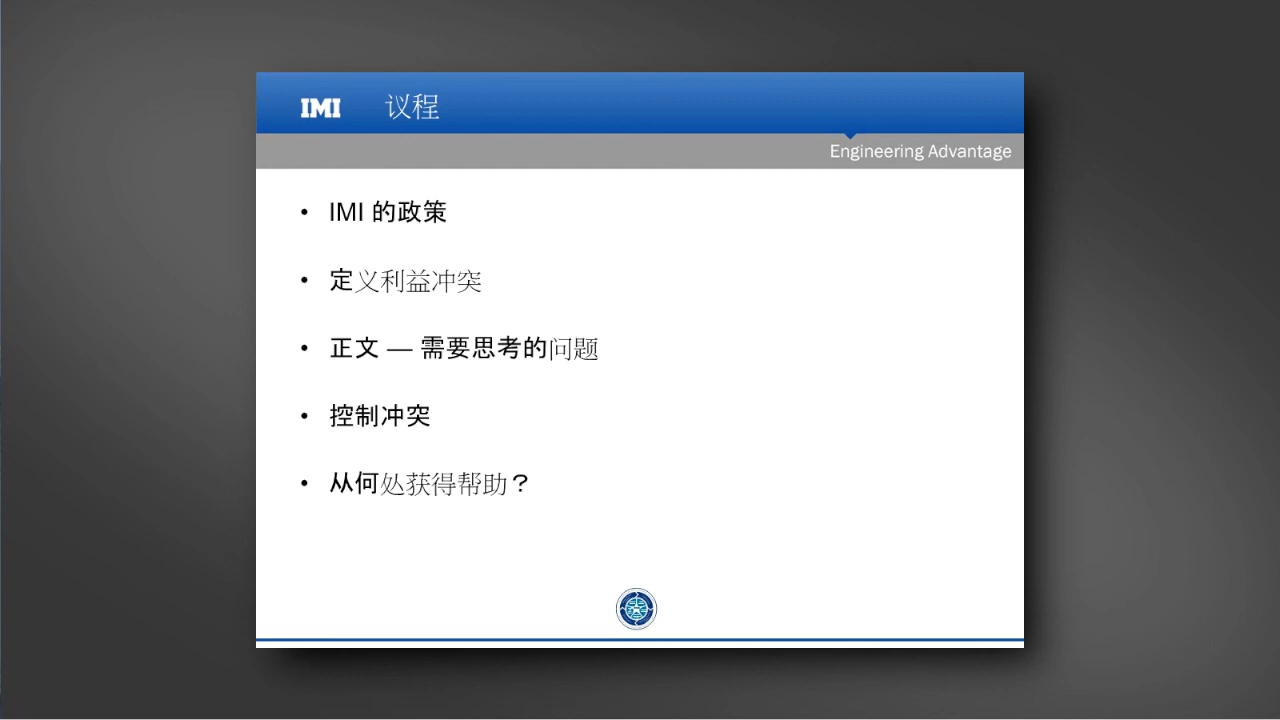 IMI 议程
Engineering Advantage
• IMI 的政策
• 定义利益冲突
• 正文 — 需要思考的问题
• 控制冲突
• 从何处获得帮助？